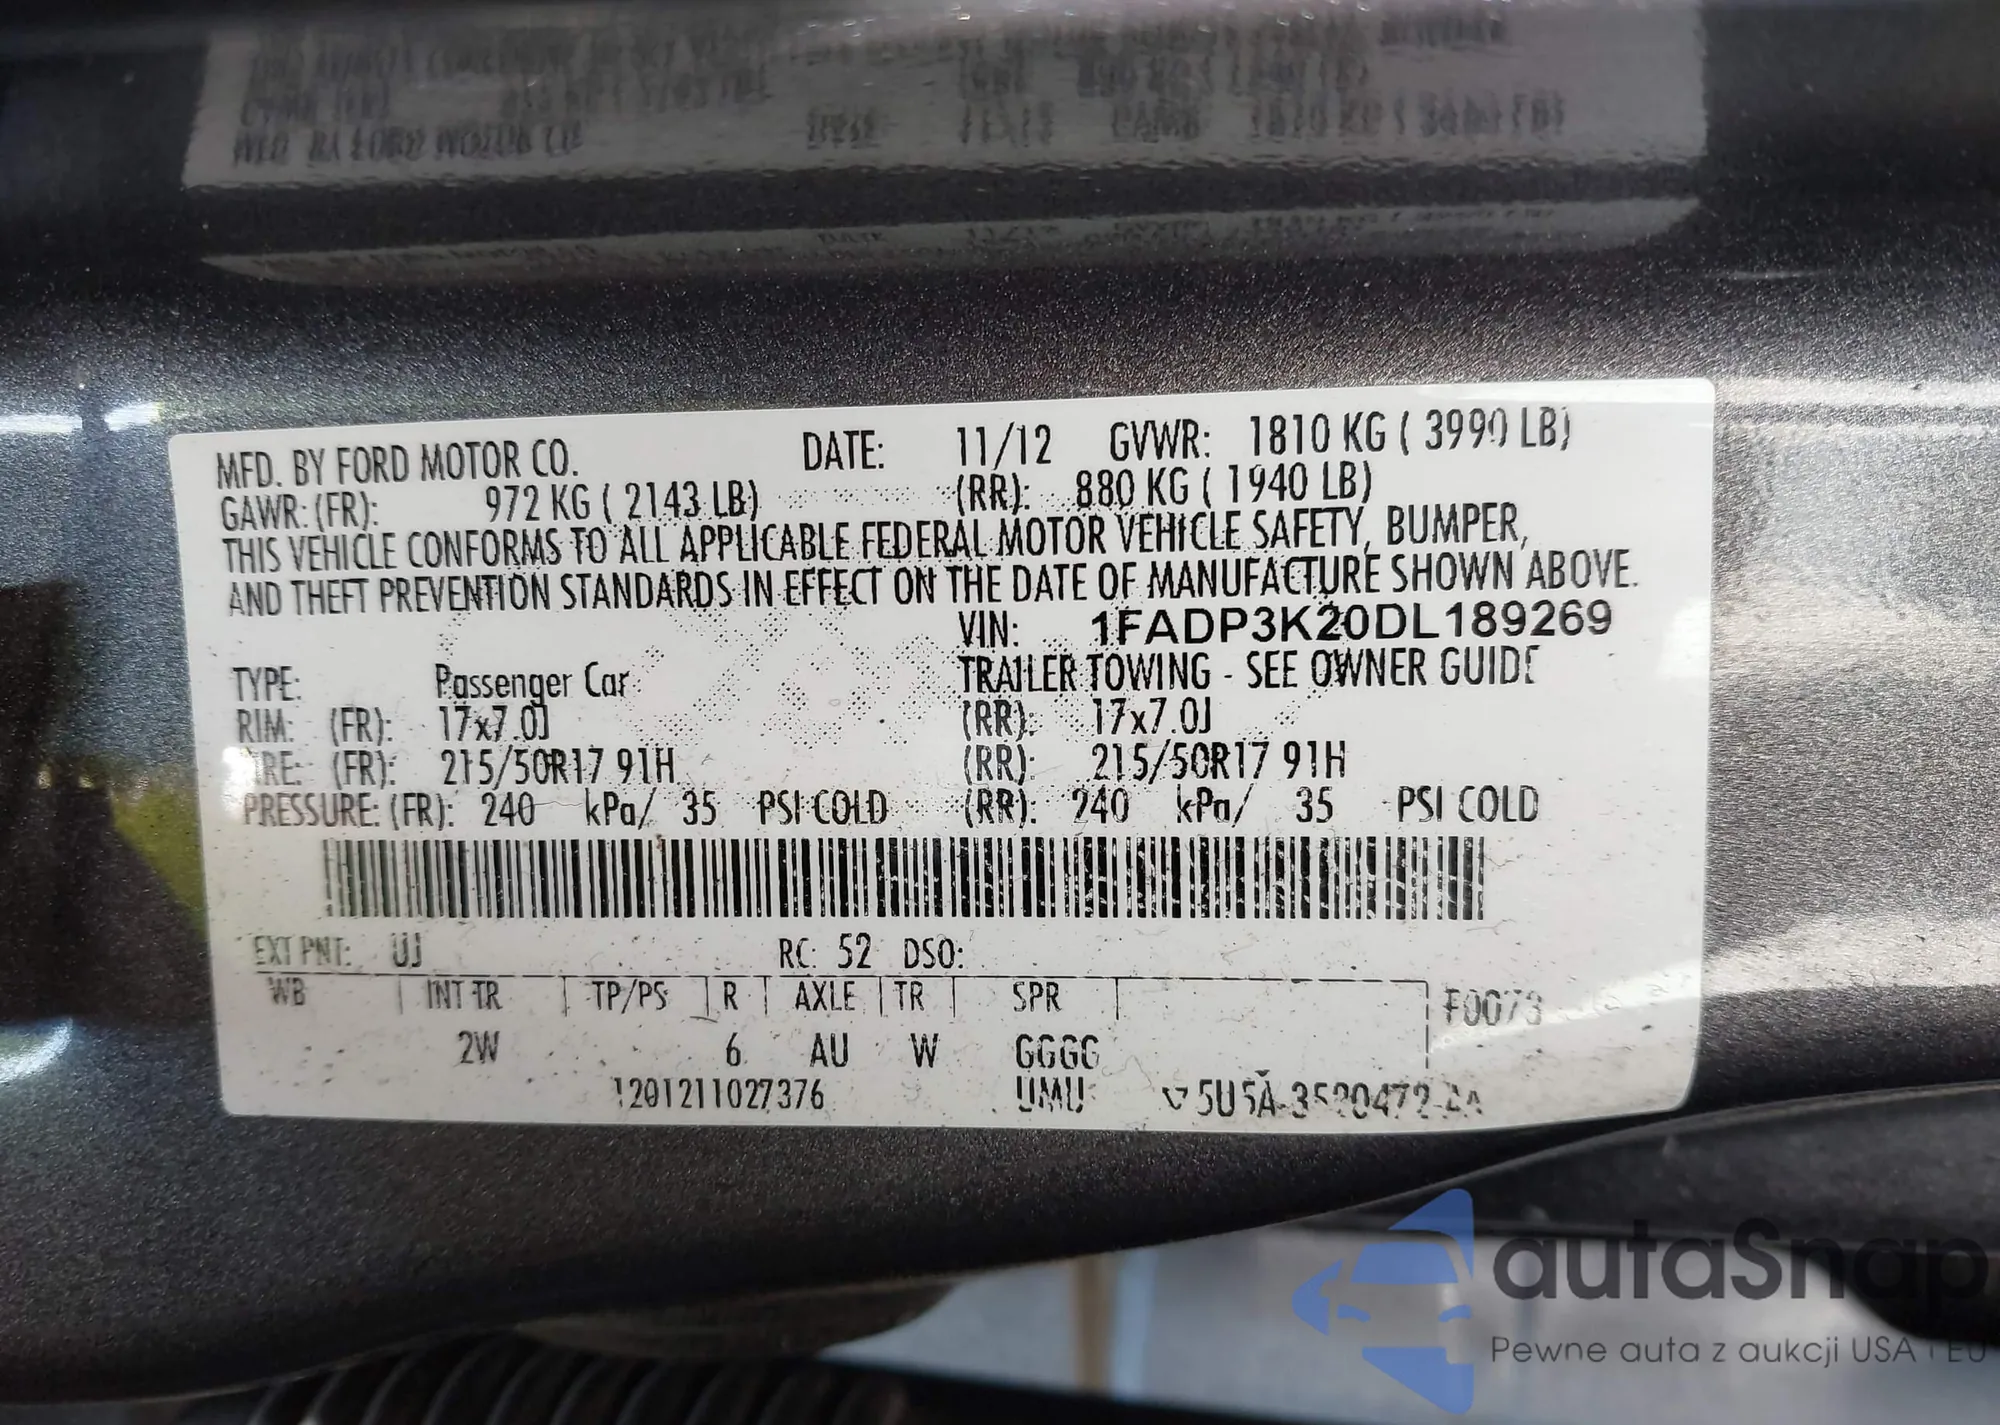 MFD. BY FORD MOTOR CO. DATE: 11/12 GVWR: 1810 KG ( 3990 LB)
GAWR: (FR): 972 KG ( 2143 LB) (RR): 880 KG ( 1940 LB)
THIS VEHICLE CONFORMS TO ALL APPLICABLE FEDERAL MOTOR VEHICLE SAFETY, BUMPER,
AND THEFT PREVENTION STANDARDS IN EFFECT ON THE DATE OF MANUFACTURE SHOWN ABOVE.
VIN: 1FADP3K20DL189269
TYPE: Passenger Car TRAILER TOWING - SEE OWNER GUIDE
RIM: (FR): 17x7.0J (RR): 17x7.0J
TIRE: (FR): 215/50R17 91H (RR): 215/50R17 91H
PRESSURE: (FR): 240 kPa/ 35 PSI COLD (RR): 240 kPa/ 35 PSI COLD
EXT PNT: UJ RC: 52 DSO:
WB INT TR TP/PS R AXLE TR SPR F0073
2W 6 AU W GGGG
1201211027376 UMU
autaSnap
Pewne auta z aukcji USA i EU